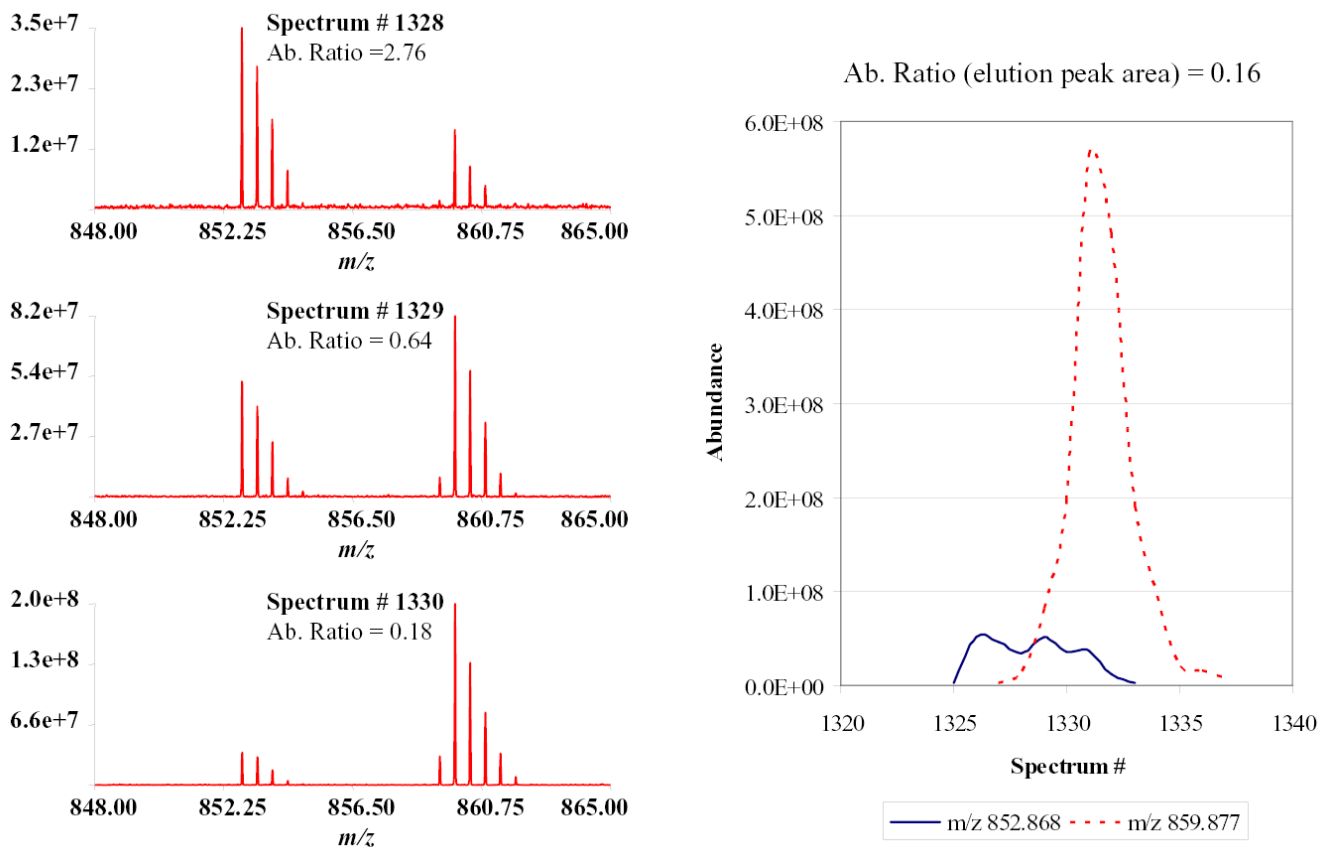 Spectrum # 1328
Ab. Ratio =2.76
3.5e+7
2.3e+7
1.2e+7
848.00 852.25 856.50 860.75 865.00
m/z
Spectrum # 1329
Ab. Ratio = 0.64
8.2e+7
5.4e+7
2.7e+7
848.00 852.25 856.50 860.75 865.00
m/z
Spectrum # 1330
Ab. Ratio = 0.18
2.0e+8
1.3e+8
6.6e+7
848.00 852.25 856.50 860.75 865.00
m/z
Ab. Ratio (elution peak area) = 0.16
6.0E+08
5.0E+08
4.0E+08
3.0E+08
2.0E+08
1.0E+08
0.0E+00
Abundance
1320 1325 1330 1335 1340
Spectrum #
m/z 852.868 m/z 859.877